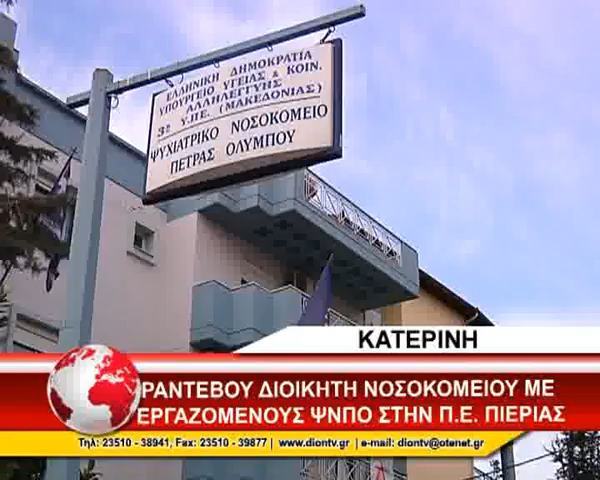 ΕΛΛΗΝΙΚΗ ΔΗΜΟΚΡΑΤΙΑ
ΥΠΟΥΡΓΕΙΟ ΥΓΕΙΑΣ & ΚΟΙΝ.
ΑΛΛΗΛΕΓΓΥΗΣ
3η Υ.ΠΕ. (ΜΑΚΕΔΟΝΙΑΣ)
ΨΥΧΙΑΤΡΙΚΟ ΝΟΣΟΚΟΜΕΙΟ
ΠΕΤΡΑΣ ΟΛΥΜΠΟΥ
ΚΑΤΕΡΙΝΗ
ΡΑΝΤΕΒΟΥ ΔΙΟΙΚΗΤΗ ΝΟΣΟΚΟΜΕΙΟΥ ΜΕ
ΕΡΓΑΖΟΜΕΝΟΥΣ ΨΝΠΟ ΣΤΗΝ Π.Ε. ΠΙΕΡΙΑΣ
Τηλ: 23510 - 38941, Fax: 23510 - 39877 | www.diontv.gr | e-mail: diontv@otenet.gr